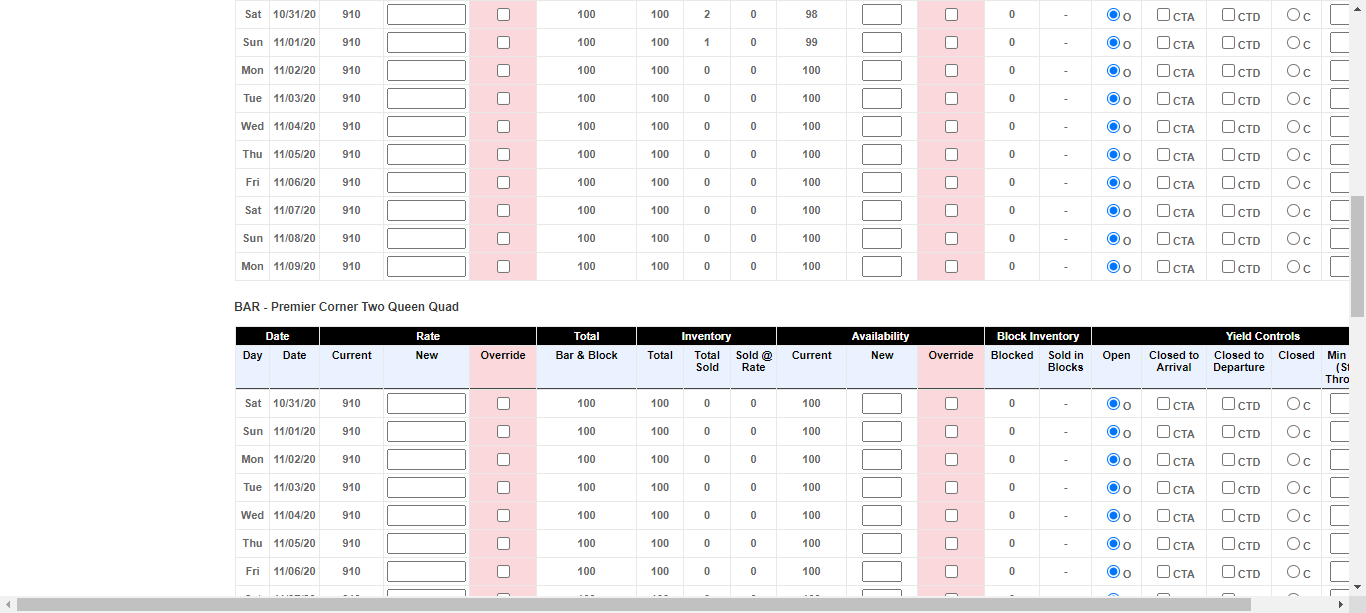 Sat 10/31/20 910 100 100 2 0 98 0 - O CTA CTD C
Sun 11/01/20 910 100 100 1 0 99 0 - O CTA CTD C
Mon 11/02/20 910 100 100 0 0 100 0 - O CTA CTD C
Tue 11/03/20 910 100 100 0 0 100 0 - O CTA CTD C
Wed 11/04/20 910 100 100 0 0 100 0 - O CTA CTD C
Thu 11/05/20 910 100 100 0 0 100 0 - O CTA CTD C
Fri 11/06/20 910 100 100 0 0 100 0 - O CTA CTD C
Sat 11/07/20 910 100 100 0 0 100 0 - O CTA CTD C
Sun 11/08/20 910 100 100 0 0 100 0 - O CTA CTD C
Mon 11/09/20 910 100 100 0 0 100 0 - O CTA CTD C
BAR - Premier Corner Two Queen Quad
Date Rate Total Inventory Availability Block Inventory Yield Controls
Day Date Current New Override Bar & Block Total Total Sold @ Current New Override Blocked Sold in Open Closed to Closed to Closed Min
Sold Rate Blocks Arrival Departure (St
Thro
Sat 10/31/20 910 100 100 0 0 100 0 - O CTA CTD C
Sun 11/01/20 910 100 100 0 0 100 0 - O CTA CTD C
Mon 11/02/20 910 100 100 0 0 100 0 - O CTA CTD C
Tue 11/03/20 910 100 100 0 0 100 0 - O CTA CTD C
Wed 11/04/20 910 100 100 0 0 100 0 - O CTA CTD C
Thu 11/05/20 910 100 100 0 0 100 0 - O CTA CTD C
Fri 11/06/20 910 100 100 0 0 100 0 - O CTA CTD C